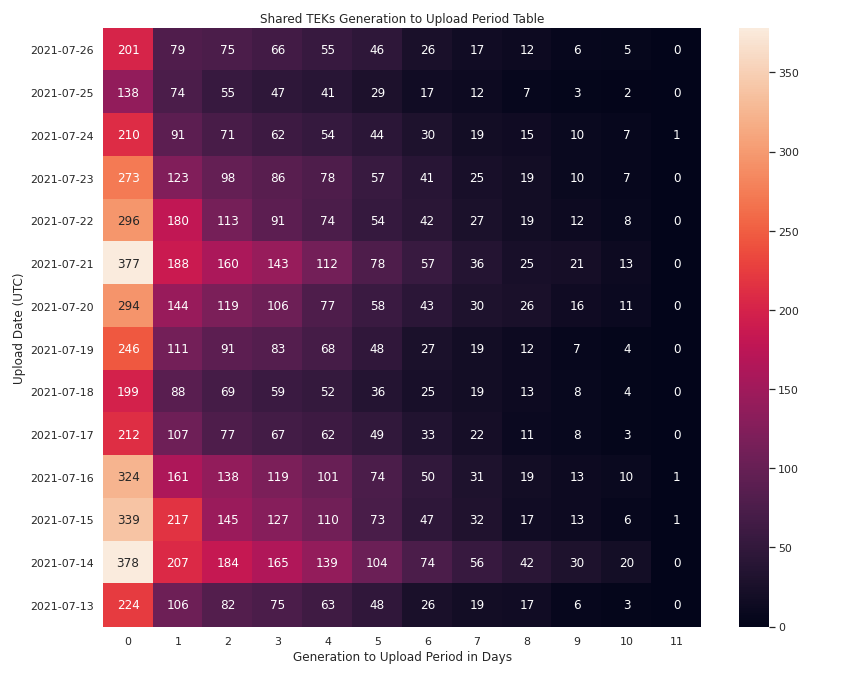 Shared TEKs Generation to Upload Period Table
Upload Date (UTC)
2021-07-26 201 79 75 66 55 46 26 17 12 6 5 0
2021-07-25 138 74 55 47 41 29 17 12 7 3 2 0
2021-07-24 210 91 71 62 54 44 30 19 15 10 7 1
2021-07-23 273 123 98 86 78 57 41 25 19 10 7 0
2021-07-22 296 180 113 91 74 54 42 27 19 12 8 0
2021-07-21 377 188 160 143 112 78 57 36 25 21 13 0
2021-07-20 294 144 119 106 77 58 43 30 26 16 11 0
2021-07-19 246 111 91 83 68 48 27 19 12 7 4 0
2021-07-18 199 88 69 59 52 36 25 19 13 8 4 0
2021-07-17 212 107 77 67 62 49 33 22 11 8 3 0
2021-07-16 324 161 138 119 101 74 50 31 19 13 10 1
2021-07-15 339 217 145 127 110 73 47 32 17 13 6 1
2021-07-14 378 207 184 165 139 104 74 56 42 30 20 0
2021-07-13 224 106 82 75 63 48 26 19 17 6 3 0
0 1 2 3 4 5 6 7 8 9 10 11
Generation to Upload Period in Days
350
300
250
200
150
100
50
0